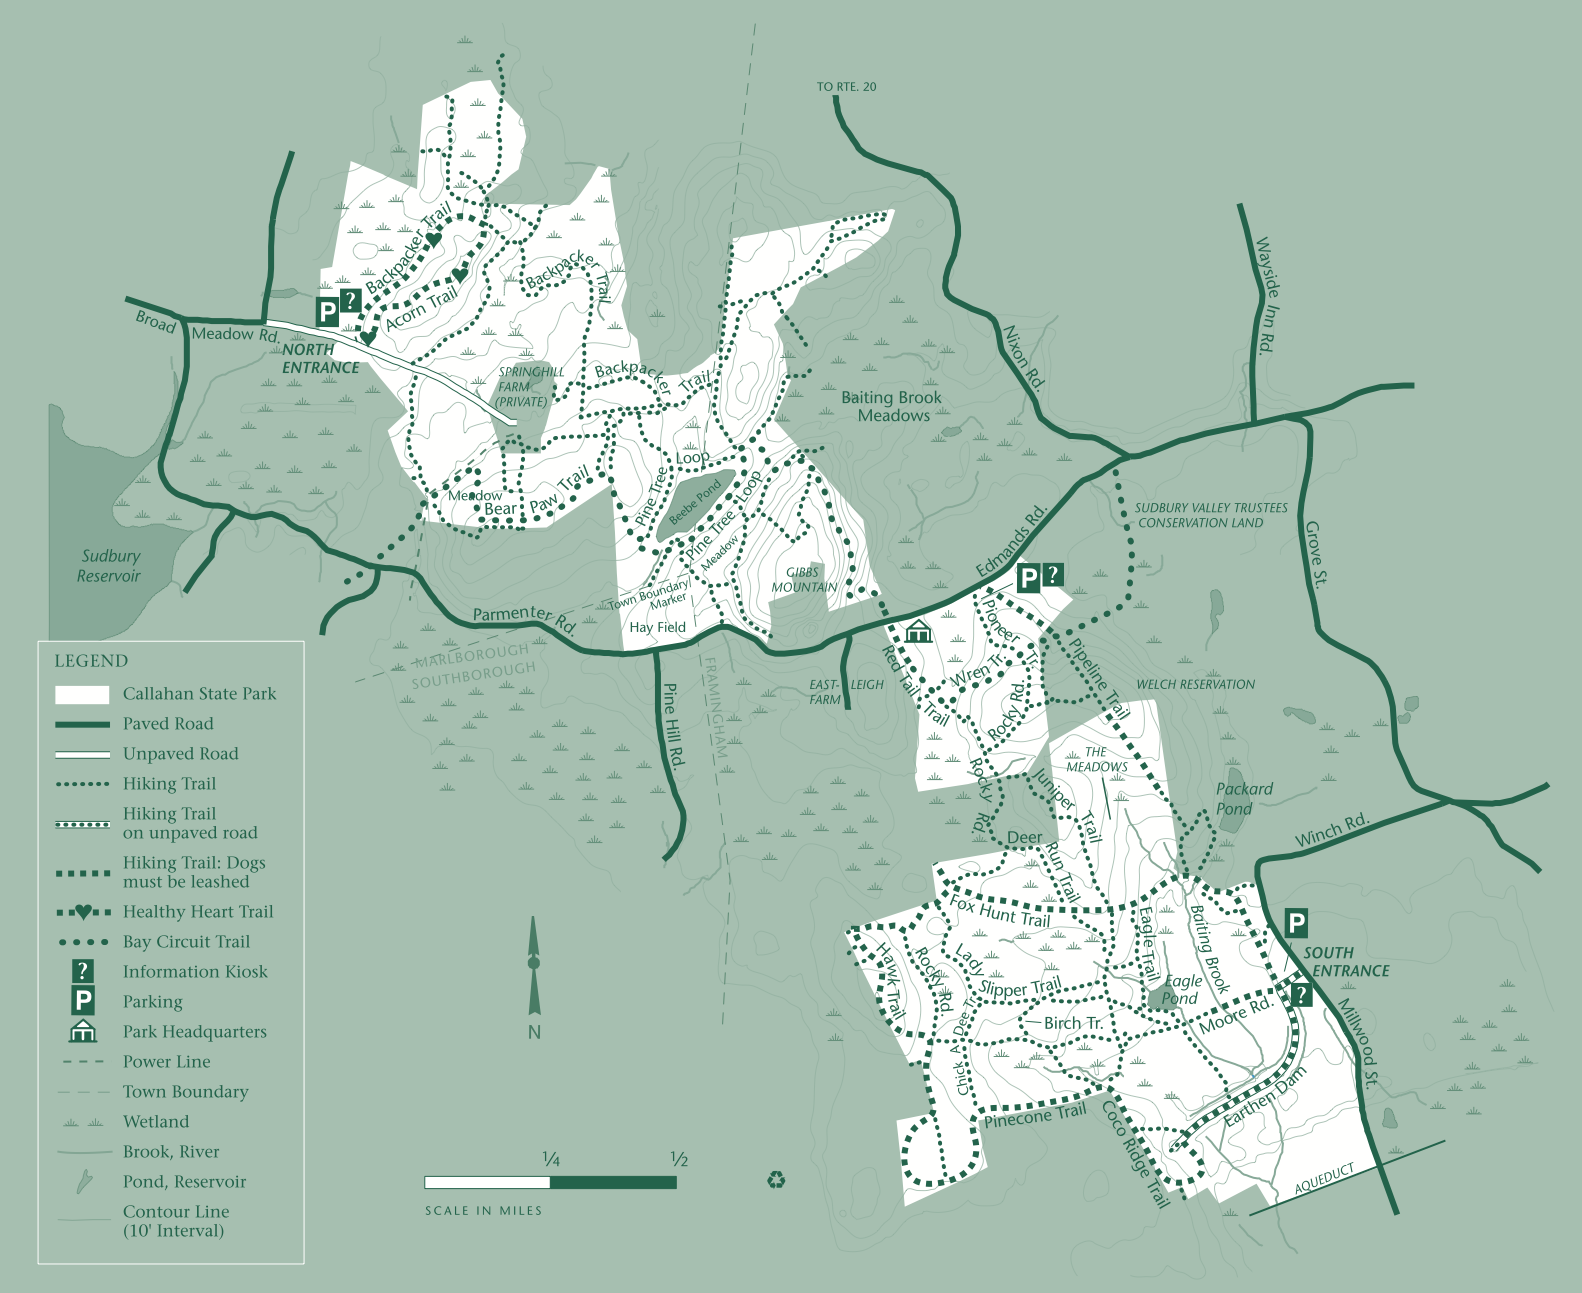 TO RTE. 20
Wayside Inn Rd.
Nixon Rd.
Backpacker Trail
Backpacker Trail
Acorn Trail
P
?
Broad
Meadow Rd.
NORTH
ENTRANCE
SPRINGHILL
FARM
(PRIVATE)
Backpacker Trail
Baiting Brook
Meadows
Loop
Pine Tree
Beebe Pond
Pine Tree Loop
Meadow
Meadow
Bear Paw Trail
Sudbury
Reservoir
GIBBS
MOUNTAIN
Town Boundary
Marker
Hay Field
Parmenter Rd.
MARLBOROUGH
SOUTHBOROUGH
FRAMINGHAM
Pine Hill Rd.
EAST-LEIGH
FARM
Edmands Rd.
SUDBURY VALLEY TRUSTEES
CONSERVATION LAND
Grove St.
P
?
Pioneer Tr.
Wren Tr.
Red Tail Trail
Rocky Rd.
Pipeline Trail
WELCH RESERVATION
THE
MEADOWS
Rocky Rd.
Juniper Trail
Deer Run Trail
Packard
Pond
Winch Rd.
Fox Hunt Trail
Hawk Trail
Rocky Rd.
Lady Slipper Trail
Eagle Trail
Baiting Brook
Eagle
Pond
Birch Tr.
Chick A Dee Tr.
Moore Rd.
P
SOUTH
ENTRANCE
?
Millwood St.
Earthen Dam
Pinecone Trail
Coco Ridge Trail
AQUEDUCT
LEGEND
Callahan State Park
Paved Road
Unpaved Road
Hiking Trail
Hiking Trail
on unpaved road
Hiking Trail: Dogs
must be leashed
Healthy Heart Trail
Bay Circuit Trail
? Information Kiosk
P Parking
Park Headquarters
Power Line
Town Boundary
Wetland
Brook, River
Pond, Reservoir
Contour Line
(10' Interval)
N
¼ ½
SCALE IN MILES